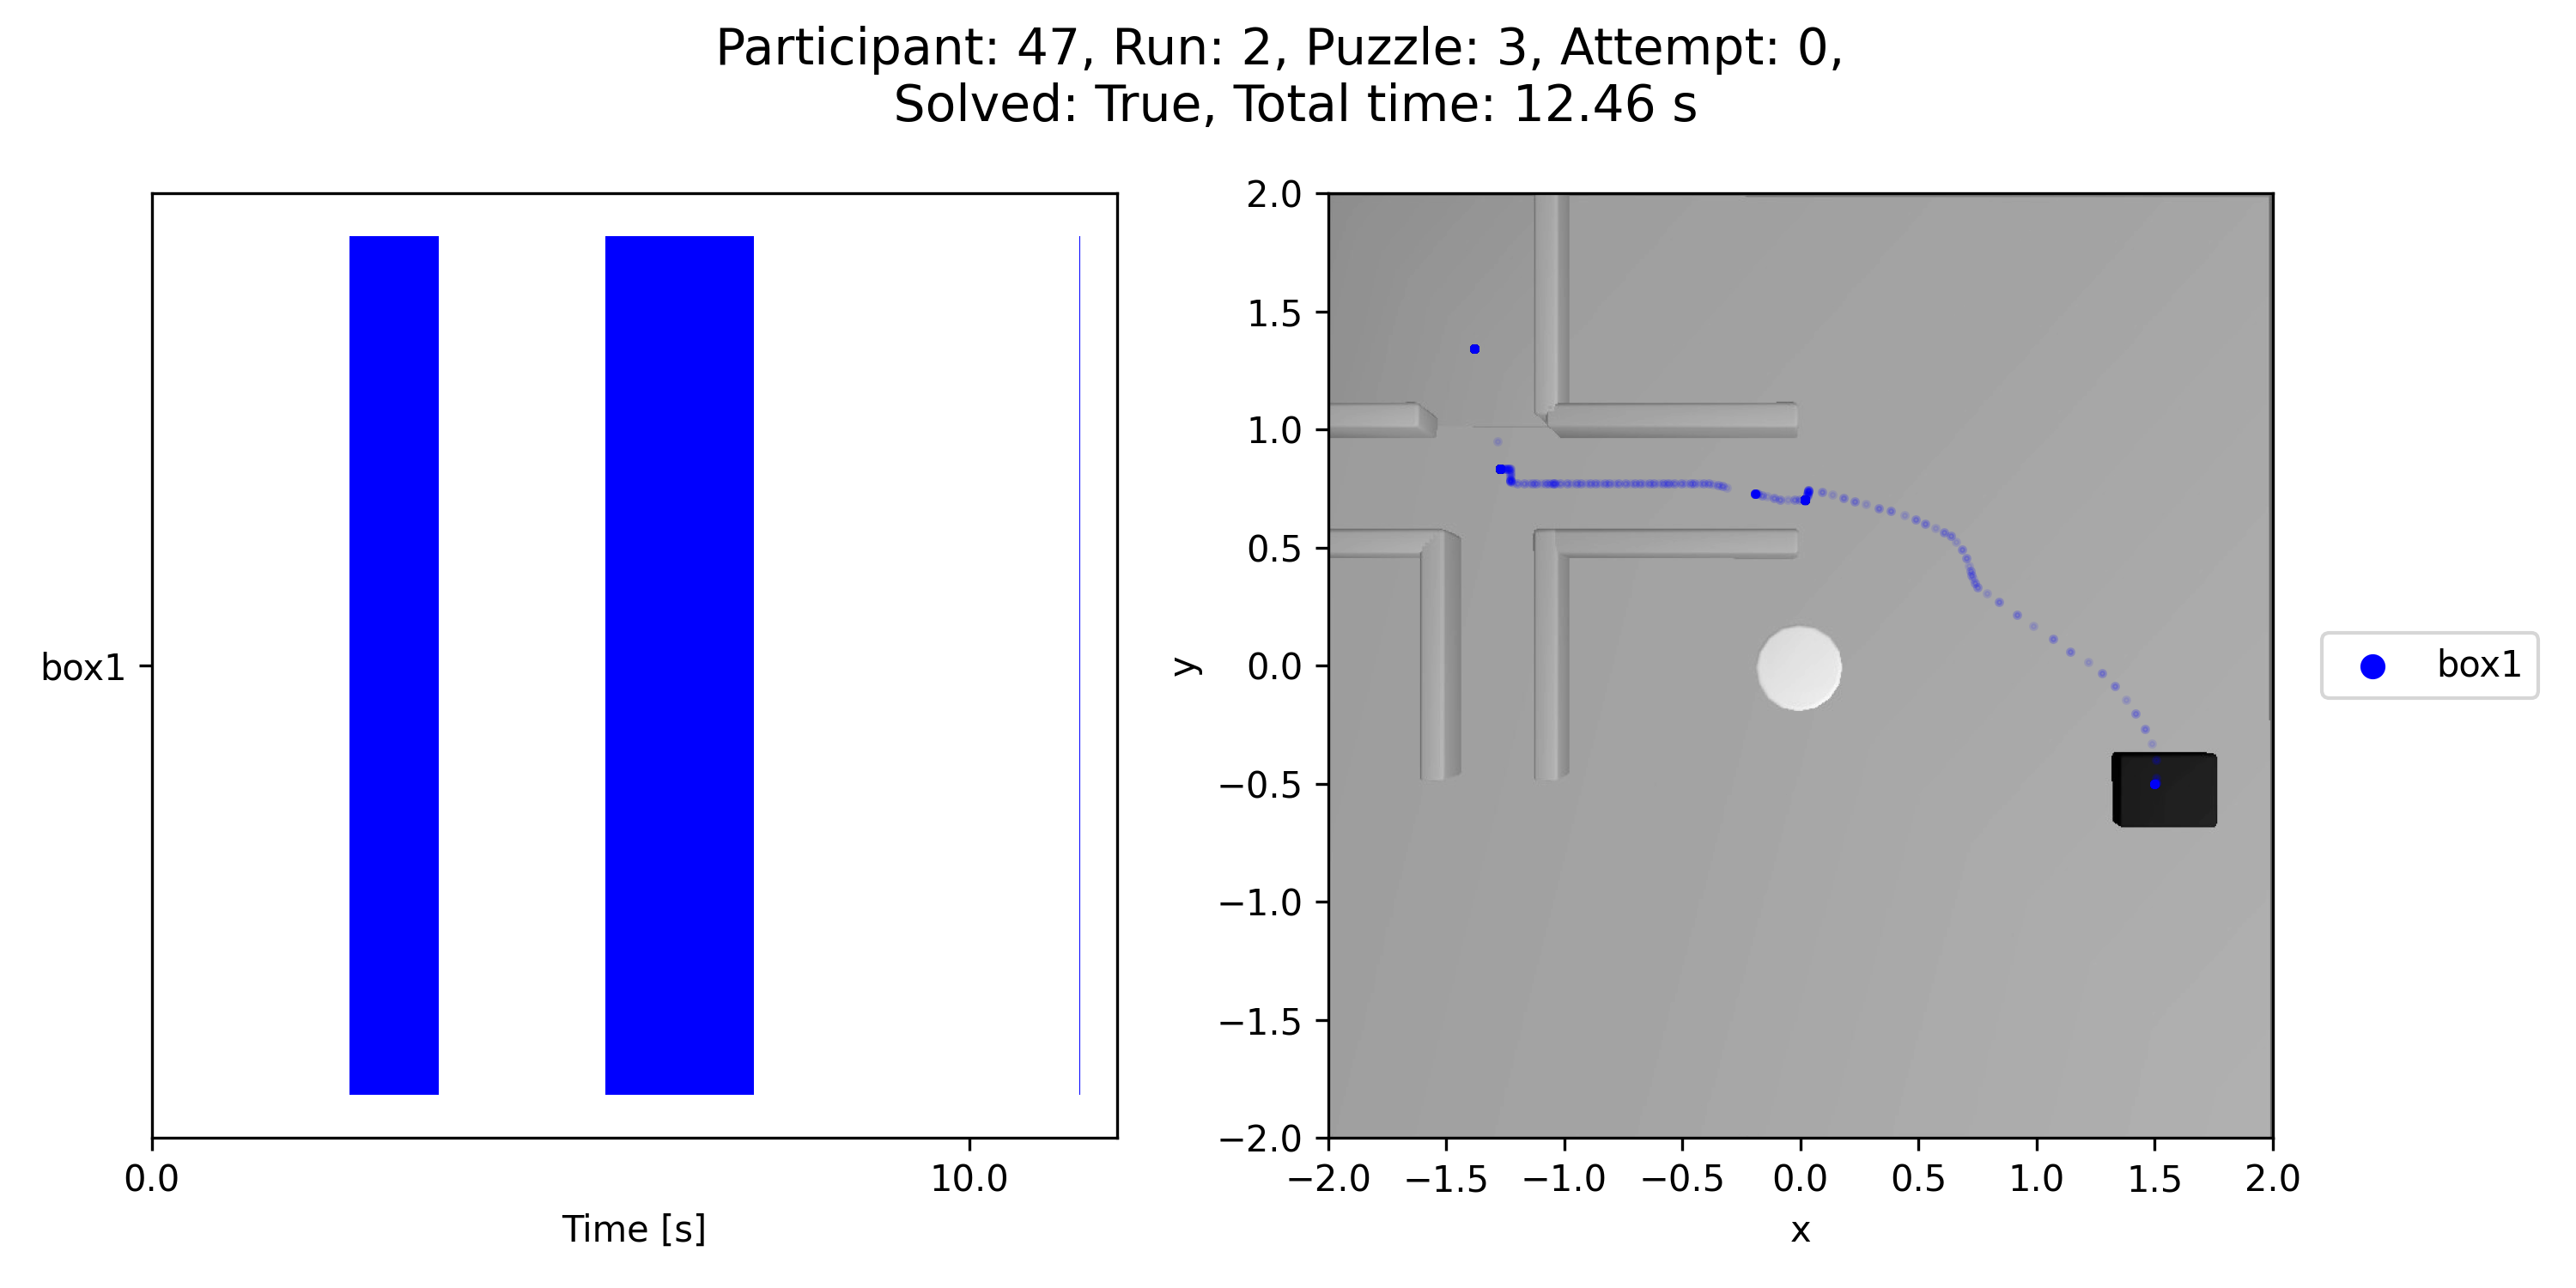 Participant: 47, Run: 2, Puzzle: 3, Attempt: 0,
Solved: True, Total time: 12.46 s
box1
0.0
10.0
Time [s]
2.0
1.5
1.0
0.5
0.0
−0.5
−1.0
−1.5
−2.0
y
−2.0 −1.5 −1.0 −0.5 0.0 0.5 1.0 1.5 2.0
x
box1